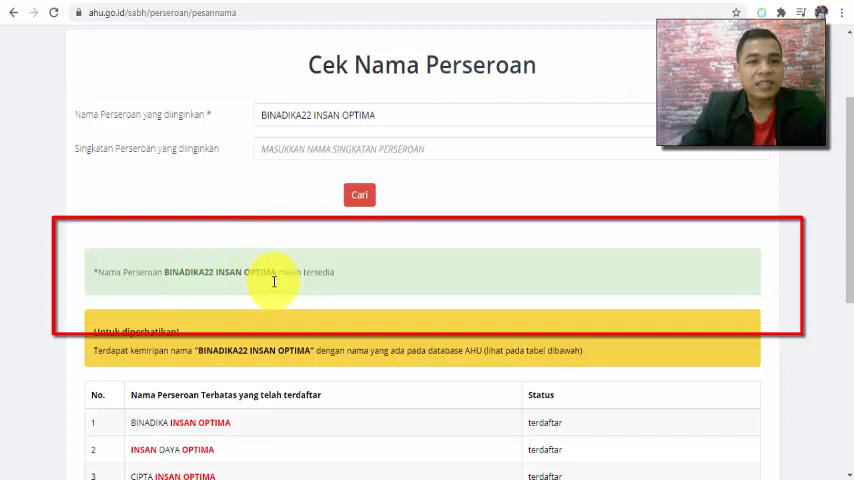 ahu.go.id/sabh/perseroan/pesannama
Cek Nama Perseroan
Nama Perseroan yang diinginkan *
BINADIKA22 INSAN OPTIMA
Singkatan Perseroan yang diinginkan
MASUKKAN NAMA SINGKATAN PERSEROAN
Cari
*Nama Perseroan BINADIKA22 INSAN OPTIMA masih tersedia
Untuk diperhatikan!
Terdapat kemiripan nama "BINADIKA22 INSAN OPTIMA" dengan nama yang ada pada database AHU (lihat pada tabel dibawah)
No. Nama Perseroan Terbatas yang telah terdaftar Status
1 BINADIKA INSAN OPTIMA terdaftar
2 INSAN DAYA OPTIMA terdaftar
3 CIPTA INSAN OPTIMA terdaftar